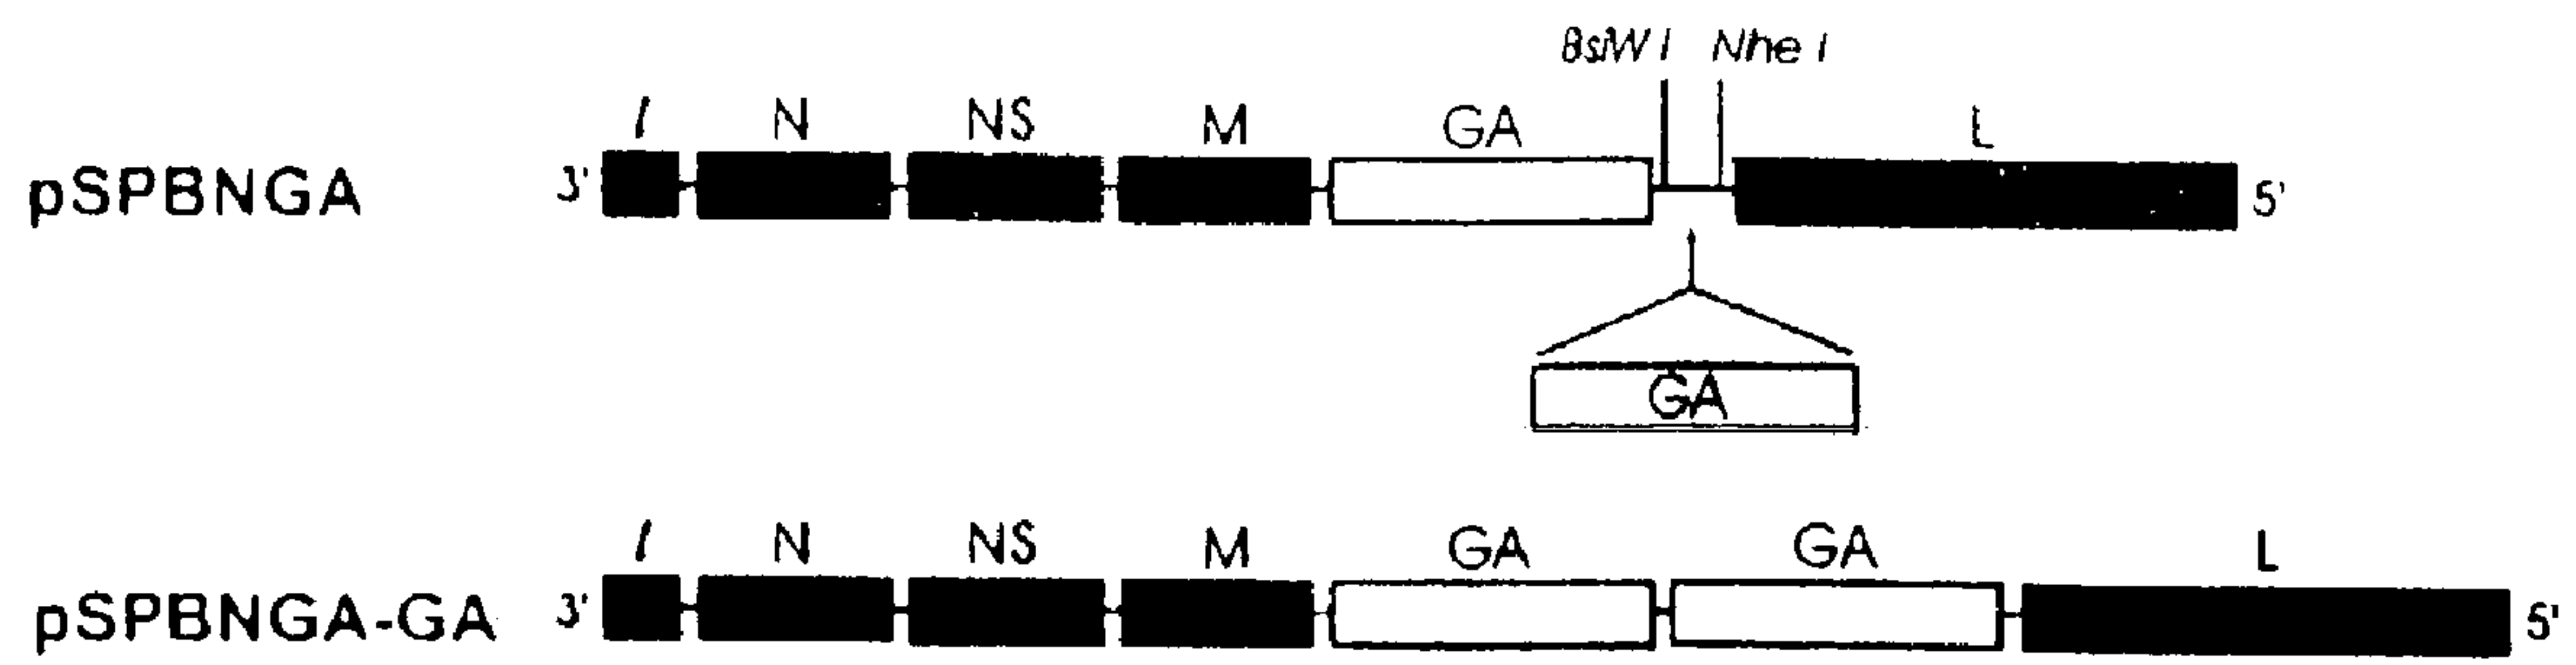 BsiW I Nhe I
l N NS M GA L
pSPBNGA 3' 5'
GA
l N NS M GA GA L
pSPBNGA-GA 3' 5'